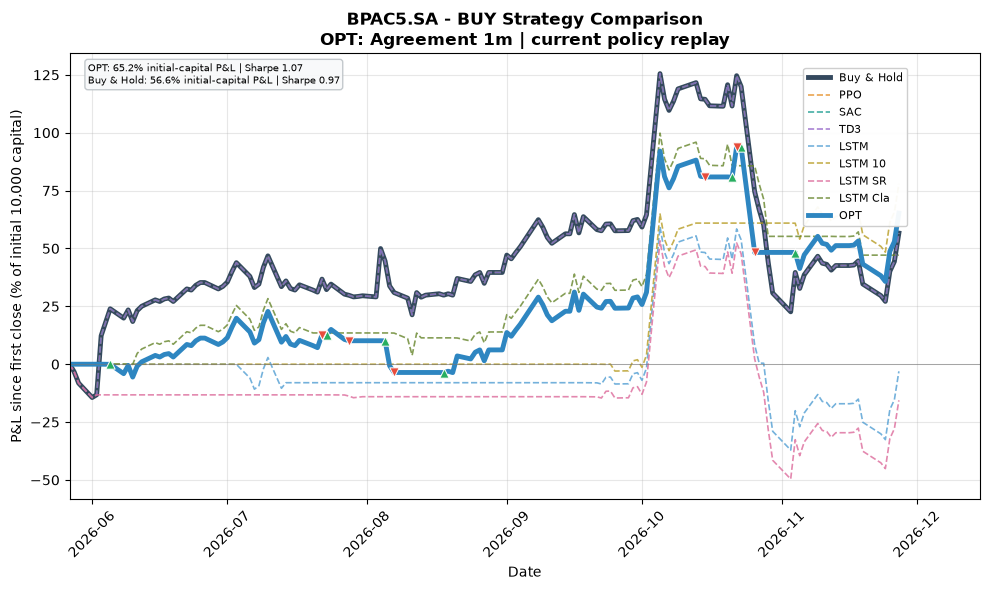 BPAC5.SA - BUY Strategy Comparison
OPT: Agreement 1m | current policy replay
OPT: 65.2% initial-capital P&L | Sharpe 1.07
Buy & Hold: 56.6% initial-capital P&L | Sharpe 0.97
Buy & Hold
PPO
SAC
TD3
LSTM
LSTM 10
LSTM SR
LSTM Cla
OPT
P&L since first close (% of initial 10,000 capital)
125
100
75
50
25
0
−25
−50
2026-06
2026-07
2026-08
2026-09
2026-10
2026-11
2026-12
Date